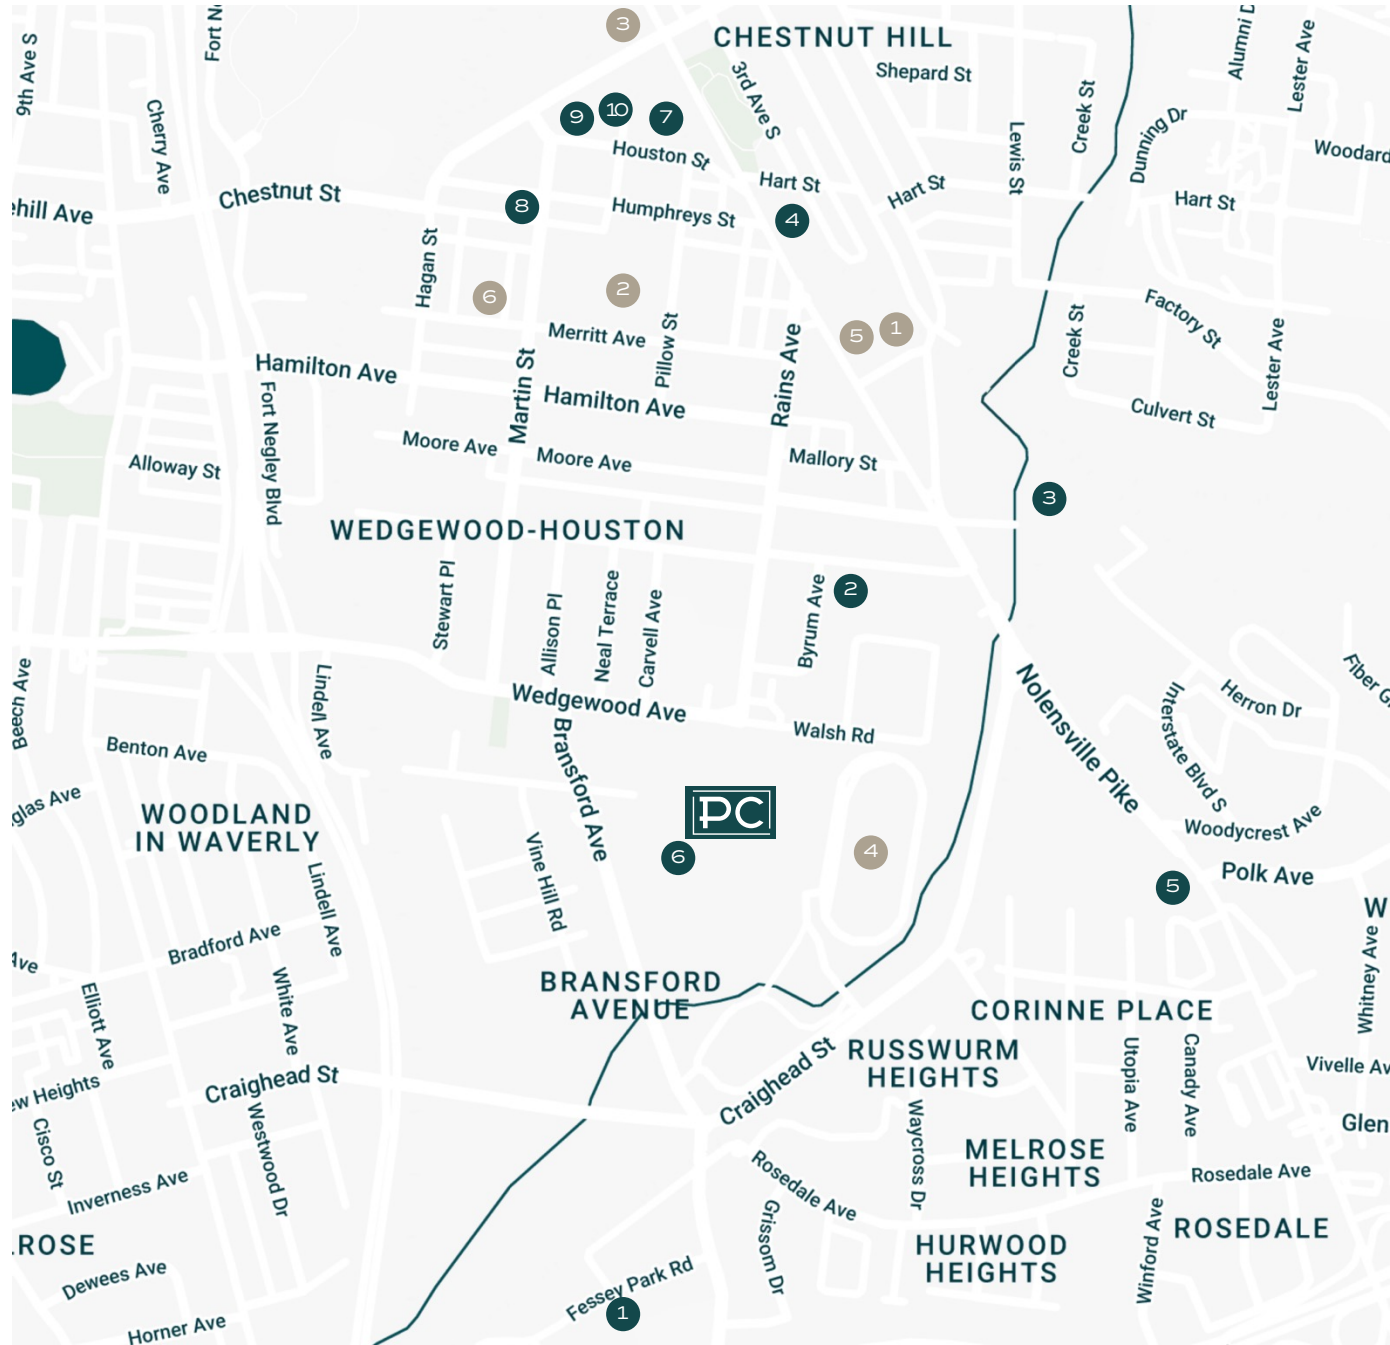 3
CHESTNUT HILL
Fort N
9th Ave S
Cherry Ave
3rd Ave S
Shepard St
Alumni D
Lester Ave
Creek St
Dunning Dr
Lewis St
Woodard
9
10
7
Houston St
Hart St
Hart St
Hart St
ehill Ave
Chestnut St
8
Humphreys St
4
Hagan St
6
2
Merritt Ave
Pillow St
5
1
Rains Ave
Creek St
Factory St
Lester Ave
Hamilton Ave
Martin St
Hamilton Ave
Culvert St
Fort Negley Blvd
Moore Ave
Moore Ave
Mallory St
Alloway St
3
WEDGEWOOD-HOUSTON
Stewart Pl
Allison Pl
Neal Terrace
Carvell Ave
Byrum Ave
2
Beech Ave
Lindell Ave
Wedgewood Ave
Walsh Rd
Nolensville Pike
Interstate Blvd S
Herron Dr
Fiber G
Benton Ave
Bransford Ave
glas Ave
WOODLAND
IN WAVERLY
PC
Woodycrest Ave
6
4
Vine Hill Rd
5
Polk Ave
Lindell Ave
W
Bradford Ave
Ave
Whitney Ave
White Ave
Elliott Ave
BRANSFORD
AVENUE
CORINNE PLACE
Craighead St
RUSSWURM
HEIGHTS
Utopia Ave
Canady Ave
Vivelle Av
ew Heights
Craighead St
Cisco St
Westwood Dr
Waycross Dr
Glen
MELROSE
HEIGHTS
Rosedale Ave
Rosedale Ave
Inverness Ave
Grissom Dr
Winford Ave
ROSEDALE
LROSE
HURWOOD
HEIGHTS
Dewees Ave
Fessey Park Rd
1
Horner Ave